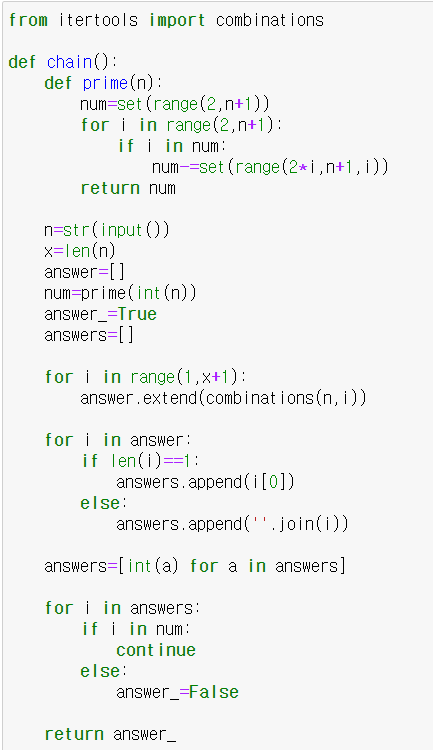 from itertools import combinations
def chain():
    def prime(n):
        num=set(range(2,n+1))
        for i in range(2,n+1):
            if i in num:
                num-=set(range(2*i,n+1,i))
        return num
    n=str(input())
    x=len(n)
    answer=[]
    num=prime(int(n))
    answer_=True
    answers=[]
    for i in range(1,x+1):
        answer.extend(combinations(n,i))
    for i in answer:
        if len(i)==1:
            answers.append(i[0])
        else:
            answers.append(''.join(i))
    answers=[int(a) for a in answers]
    for i in answers:
        if i in num:
            continue
        else:
            answer_=False
    return answer_